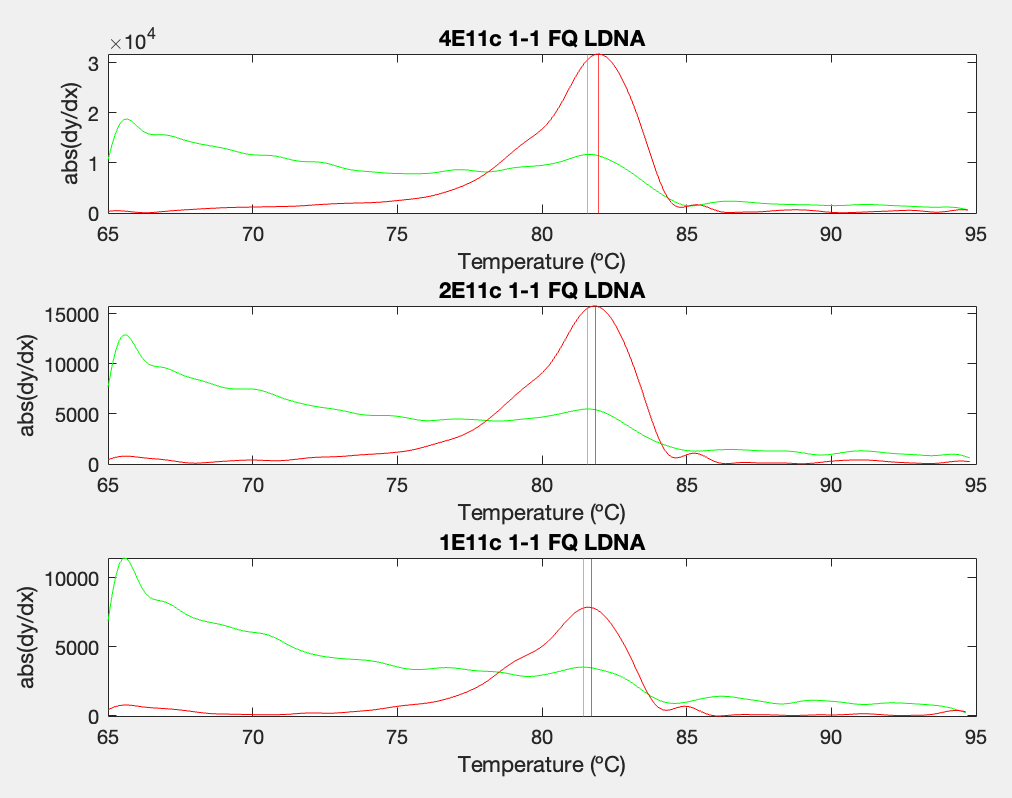 4E11c 1-1 FQ LDNA
×10⁴
abs(dy/dx)
3
2
1
0
65 70 75 80 85 90 95
Temperature (ºC)
2E11c 1-1 FQ LDNA
abs(dy/dx)
15000
10000
5000
0
65 70 75 80 85 90 95
Temperature (ºC)
1E11c 1-1 FQ LDNA
abs(dy/dx)
10000
5000
0
65 70 75 80 85 90 95
Temperature (ºC)